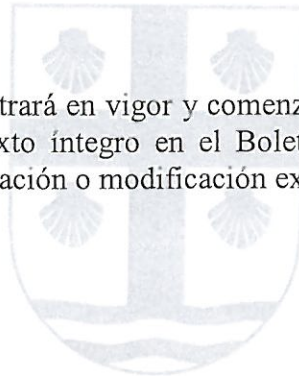 trará en vigor y comenz
xto íntegro en el Bolet
ación o modificación ex